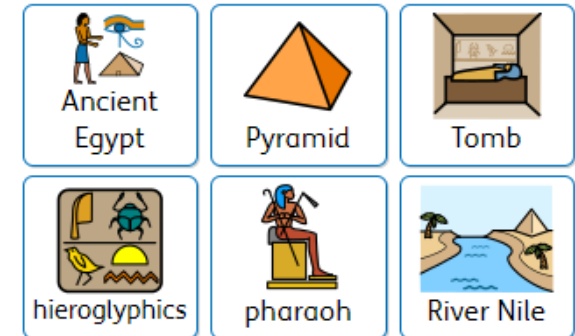 Ancient
Egypt
Pyramid
Tomb
hieroglyphics
pharaoh
River Nile